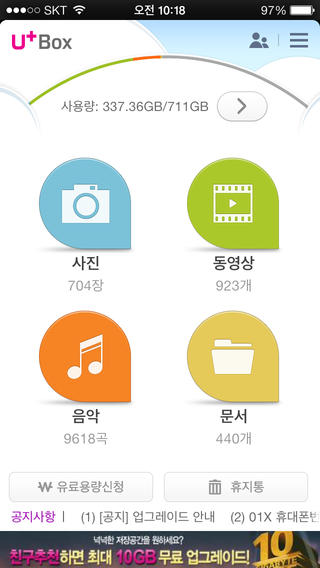 SKT 오전 10:18 97%
U+Box
사용량: 337.36GB/711GB
사진 동영상
704장 923개
음악 문서
9618곡 440개
₩ 유료용량신청 휴지통
공지사항 | (1) [공지] 업그레이드 안내 (2) 01X 휴대폰번
넉넉한 저장공간을 원하세요?
친구추천하면 최대 10GB 무료 업그레이드!
10
GIGABYTE